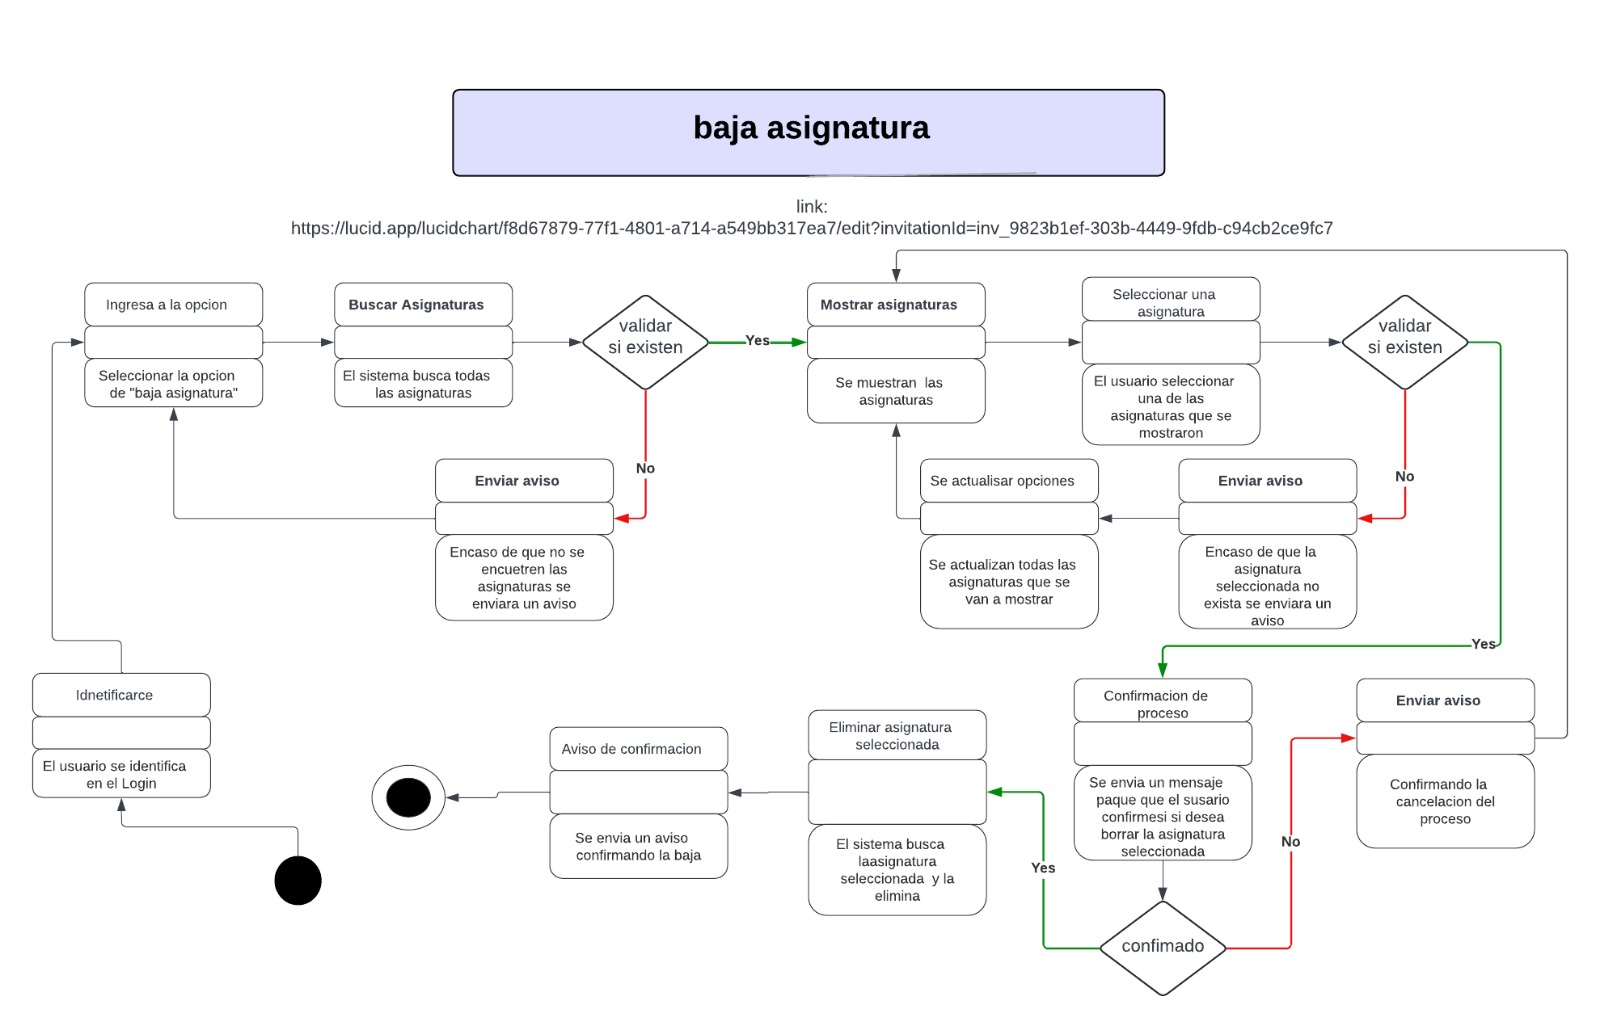 baja asignatura
link:
https://lucid.app/lucidchart/f8d67879-77f1-4801-a714-a549bb317ea7/edit?invitationId=inv_9823b1ef-303b-4449-9fdb-c94cb2ce9fc7
Ingresa a la opcion
Seleccionar la opcion
de "baja asignatura"
Buscar Asignaturas
El sistema busca todas
las asignaturas
validar
si existen
Yes
No
Enviar aviso
Encaso de que no se
encuetren las
asignaturas se
enviara un aviso
Mostrar asignaturas
Se muestran las
asignaturas
Seleccionar una
asignatura
El usuario seleccionar
una de las
asignaturas que se
mostraron
validar
si existen
No
Enviar aviso
Encaso de que la
asignatura
seleccionada no
exista se enviara un
aviso
Se actualisar opciones
Se actualizan todas las
asignaturas que se
van a mostrar
Yes
Idnetificarce
El usuario se identifica
en el Login
Confirmacion de
proceso
Se envia un mensaje
paque que el susario
confirmesi si desea
borrar la asignatura
seleccionada
confimado
No
Enviar aviso
Confirmando la
cancelacion del
proceso
Yes
Eliminar asignatura
seleccionada
El sistema busca
laasignatura
seleccionada y la
elimina
Aviso de confirmacion
Se envia un aviso
confirmando la baja